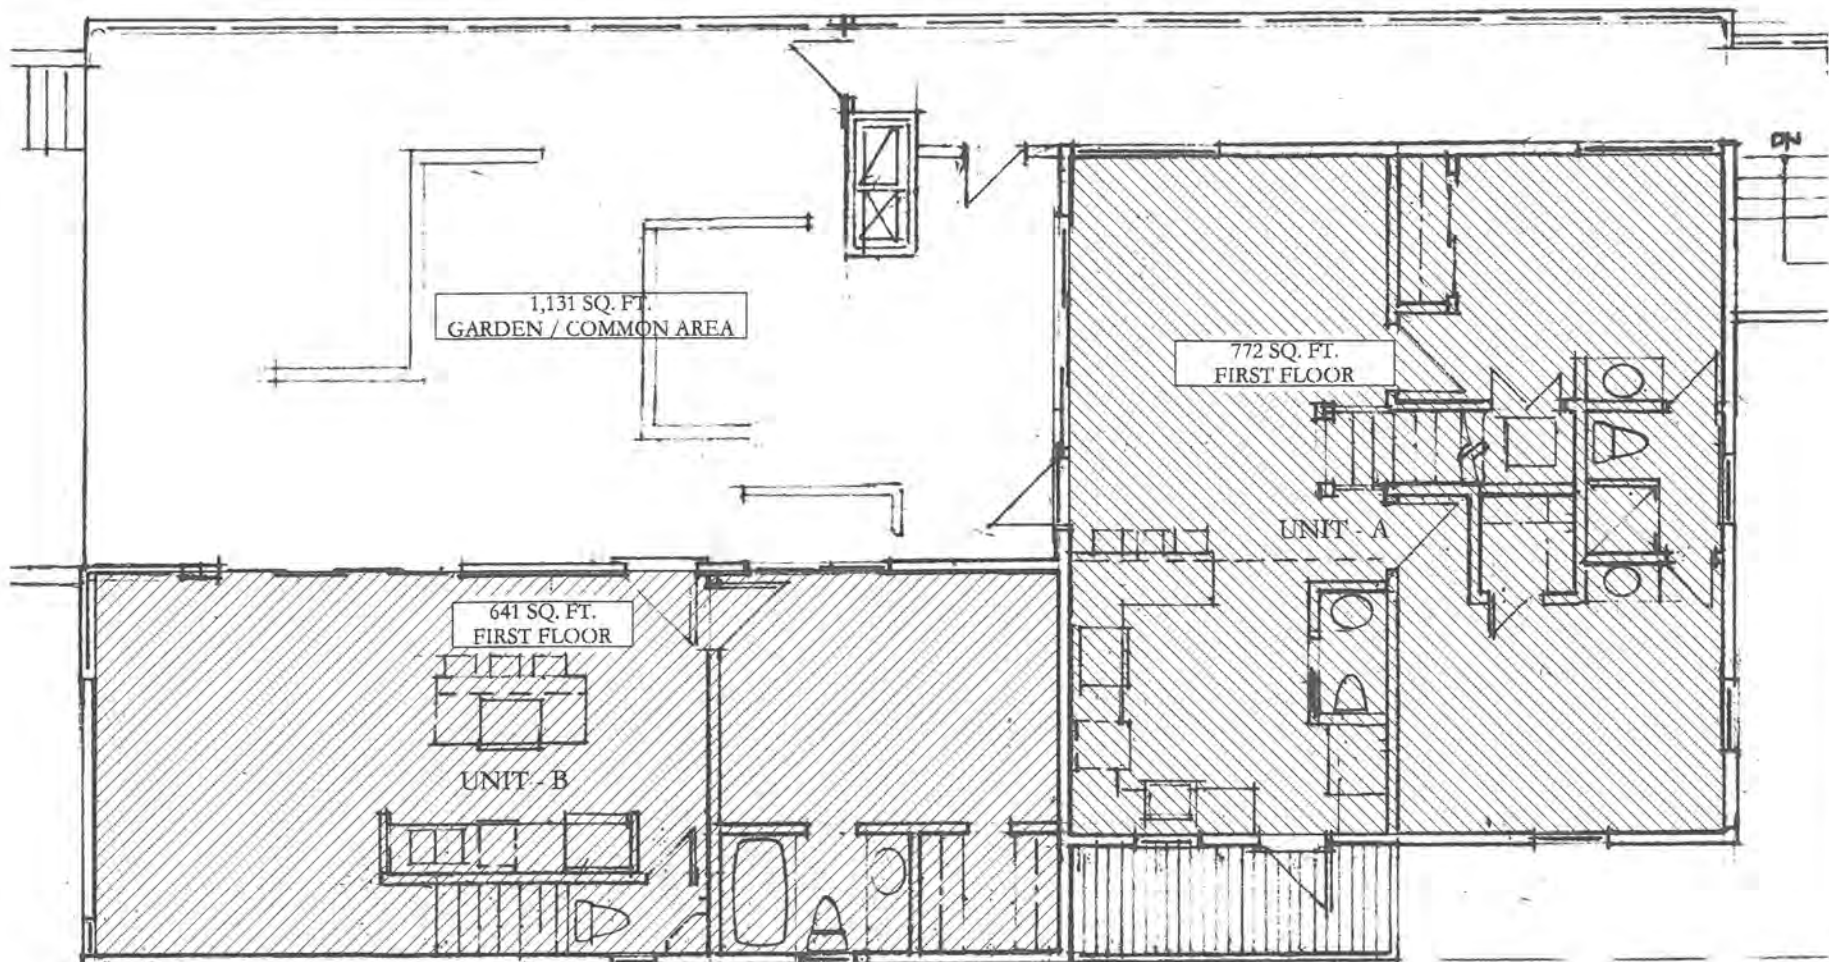 DN
1,131 SQ. FT.
GARDEN / COMMON AREA
772 SQ. FT.
FIRST FLOOR
UNIT - A
641 SQ. FT.
FIRST FLOOR
UNIT - B